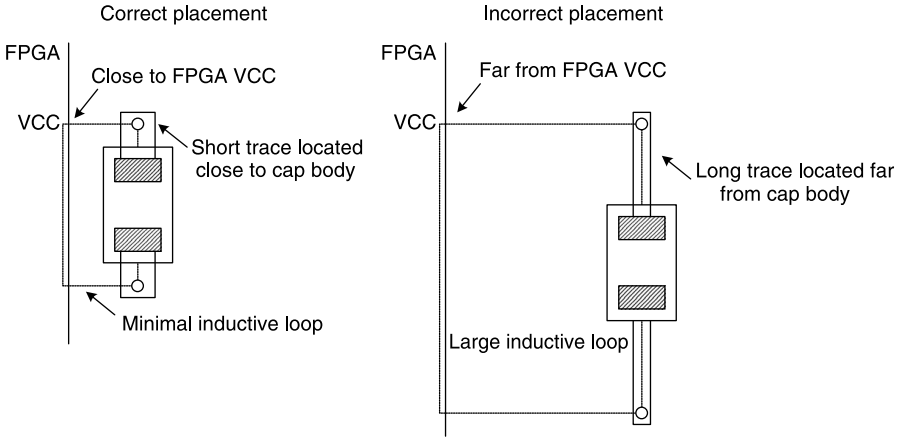 Correct placement
FPGA
Close to FPGA VCC
VCC
Short trace located
close to cap body
Minimal inductive loop
Incorrect placement
FPGA
Far from FPGA VCC
VCC
Long trace located far
from cap body
Large inductive loop